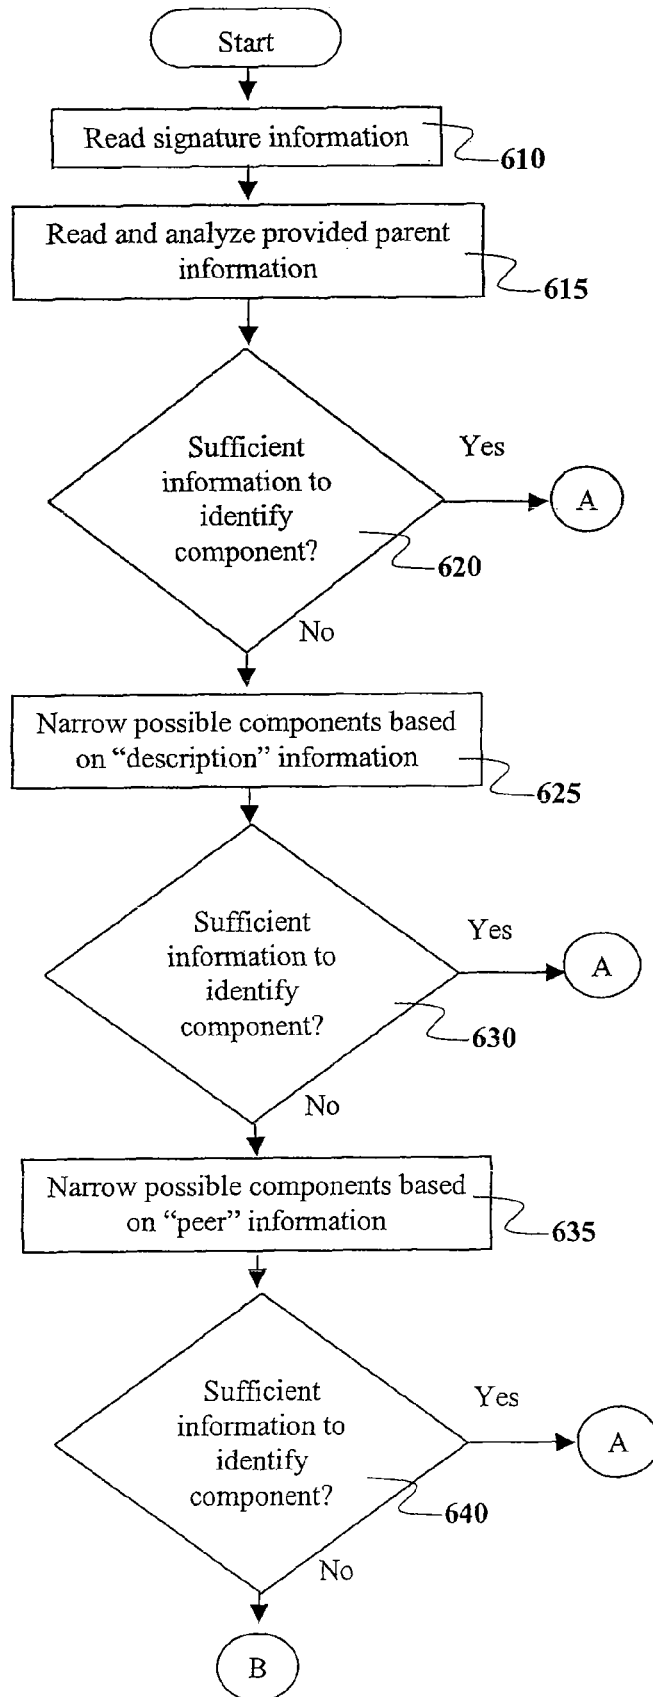 Start
Read signature information
610
Read and analyze provided parent
information
615
Sufficient
information to
identify
component?
Yes
A
620
No
Narrow possible components based
on “description” information
625
Sufficient
information to
identify
component?
Yes
A
630
No
Narrow possible components based
on “peer” information
635
Sufficient
information to
identify
component?
Yes
A
640
No
B